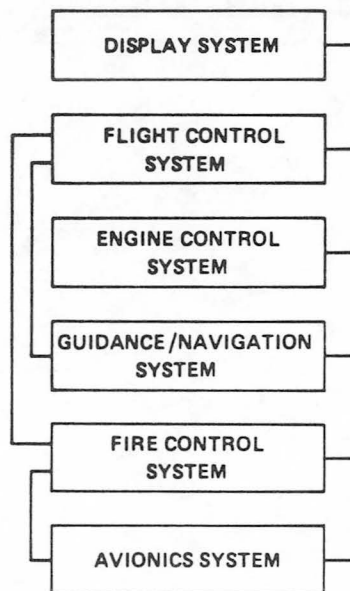 DISPLAY SYSTEM
FLIGHT CONTROL
SYSTEM
ENGINE CONTROL
SYSTEM
GUIDANCE/NAVIGATION
SYSTEM
FIRE CONTROL
SYSTEM
AVIONICS SYSTEM